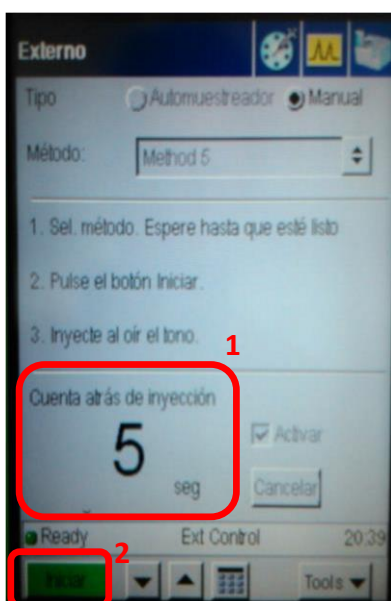 Externo
Tipo Automuestreador Manual
Método: Method 5
1. Sel. método. Espere hasta que esté listo
2. Pulse el botón Iniciar.
3. Inyecte al oír el tono.
1
Cuenta atrás de inyección
5
seg
Activar
Cancelar
Ready Ext Control 20:39
2
Iniciar Tools